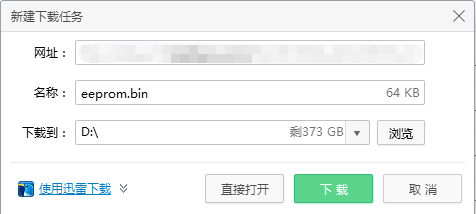 新建下载任务
网址：
名称： eeprom.bin 64 KB
下载到： D:\ 剩373 GB 浏览
使用迅雷下载 直接打开 下 载 取 消